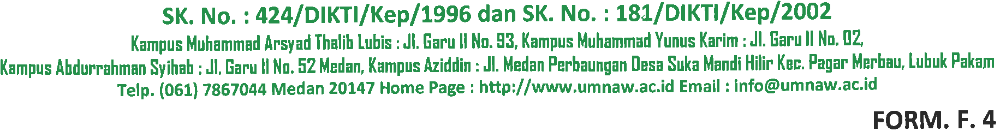 SK. No. : 424/DIKTI/Kep/1996 dan SK. No. : 181/DIKTI/Kep/2002
Kampus Muhammad Arsyad Thalib Lubis : Jl. Garu II No. 93, Kampus Muhammad Yunus Karim : Jl. Garu II No. 02,
Kampus Abdurrahman Syihab : Jl. Garu II No. 52 Medan, Kampus Aziddin : Jl. Medan Perbaungan Desa Suka Mandi Hilir Kec. Pagar Merbau, Lubuk Pakam
Telp. (061) 7867044 Medan 20147 Home Page : http://www.umnaw.ac.id Email : info@umnaw.ac.id
FORM. F. 4